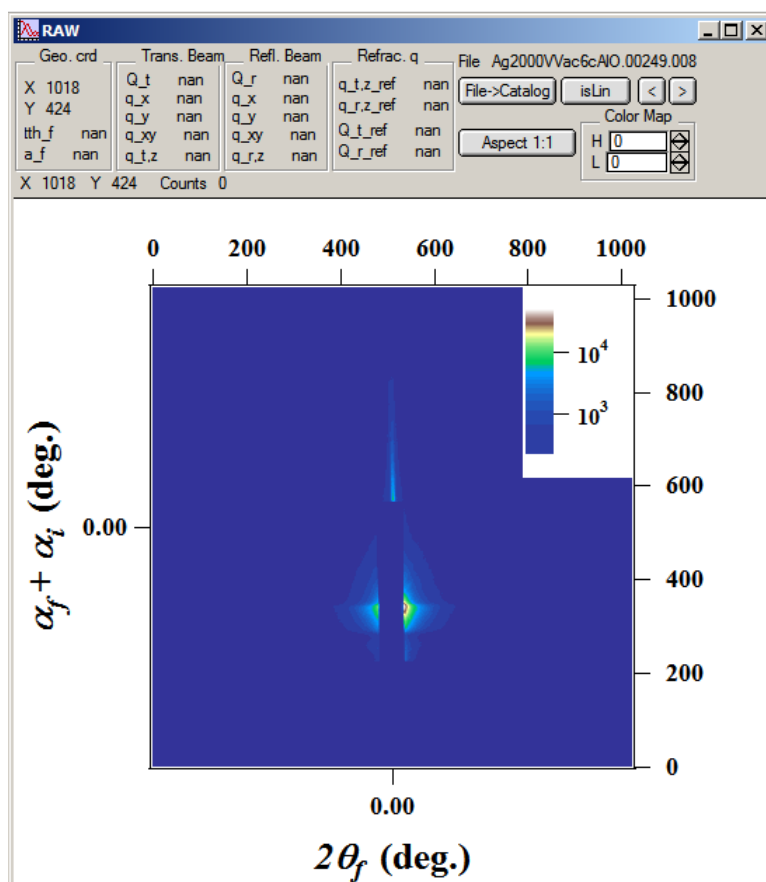 RAW
Geo. crd Trans. Beam Refl. Beam Refrac. q File Ag2000VVac6cAlO.00249.008
X 1018 Q_t nan Q_r nan q_t,z_ref nan File->Catalog isLin < >
Y 424 q_x nan q_x nan q_r,z_ref nan Color Map
tth_f nan q_y nan q_y nan Q_t_ref nan Aspect 1:1 H 0
a_f nan q_xy nan q_xy nan Q_r_ref nan L 0
q_t,z nan q_r,z nan
X 1018 Y 424 Counts 0
0 200 400 600 800 1000
1000
10^4
800
10^3
600
α_f + α_i (deg.)
0.00
400
200
0
0.00
2θ_f (deg.)